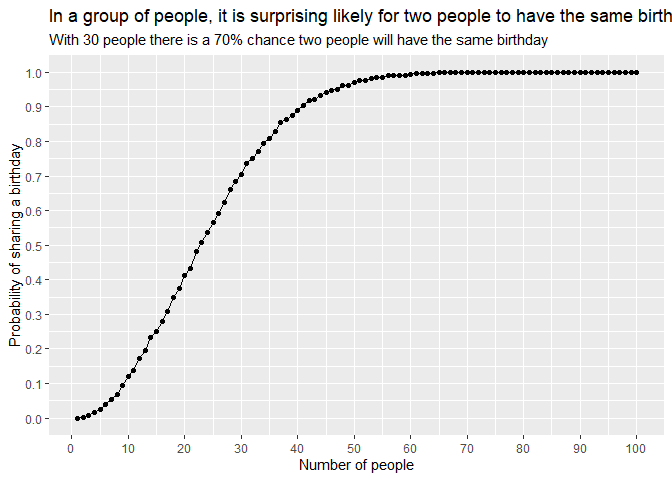 In a group of people, it is surprising likely for two people to have the same birth
With 30 people there is a 70% chance two people will have the same birthday
Probability of sharing a birthday
1.0
0.9
0.8
0.7
0.6
0.5
0.4
0.3
0.2
0.1
0.0
0 10 20 30 40 50 60 70 80 90 100
Number of people